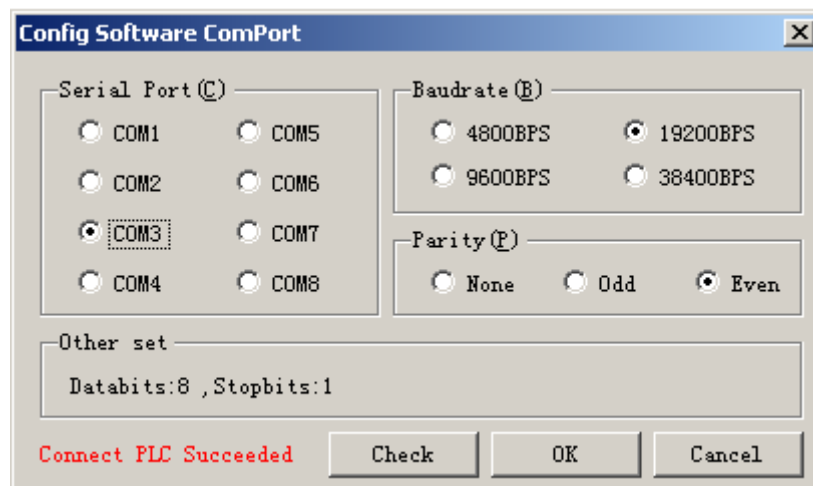 Config Software ComPort
Serial Port(C)
COM1 COM5
COM2 COM6
COM3 COM7
COM4 COM8
Baudrate(B)
4800BPS 19200BPS
9600BPS 38400BPS
Parity(P)
None Odd Even
Other set
Databits:8 ,Stopbits:1
Connect PLC Succeeded
Check OK Cancel